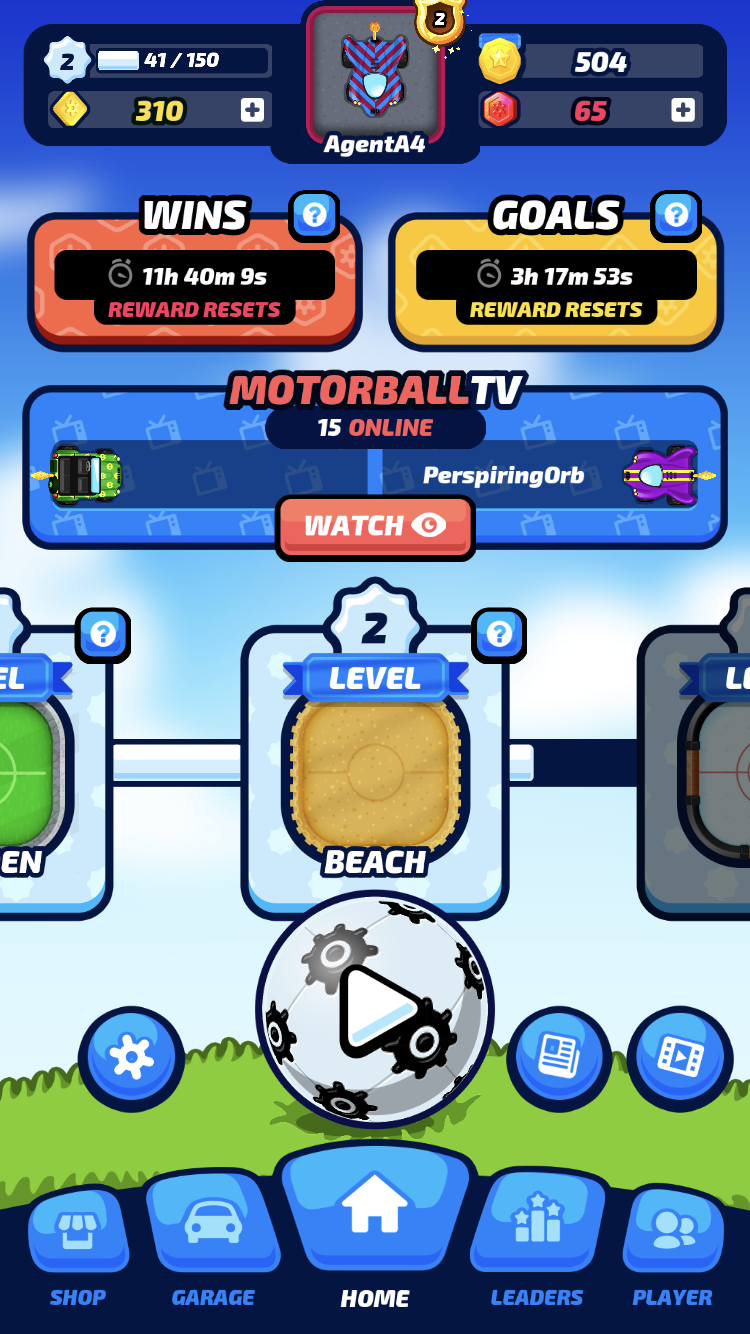 2
2
41 / 150
504
310
65
AgentA4
WINS
GOALS
11h 40m 9s
3h 17m 53s
REWARD RESETS
REWARD RESETS
MOTORBALLTV
15 ONLINE
PerspiringOrb
WATCH
2
EL
LEVEL
L
EN
BEACH
SHOP
GARAGE
HOME
LEADERS
PLAYER